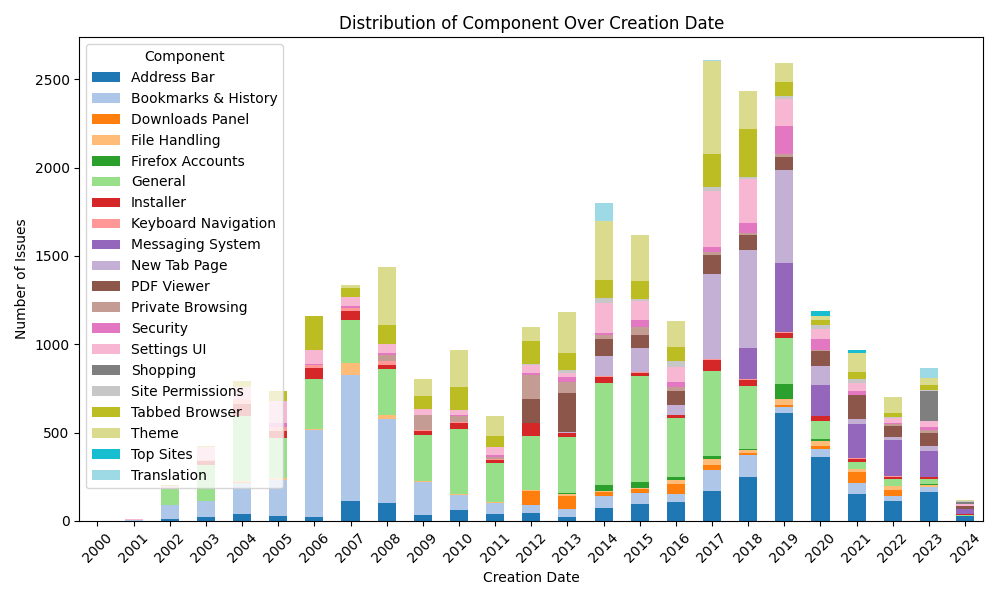 Distribution of Component Over Creation Date
Number of Issues
2500
2000
1500
1000
500
0
Component
Address Bar
Bookmarks & History
Downloads Panel
File Handling
Firefox Accounts
General
Installer
Keyboard Navigation
Messaging System
New Tab Page
PDF Viewer
Private Browsing
Security
Settings UI
Shopping
Site Permissions
Tabbed Browser
Theme
Top Sites
Translation
2000
2001
2002
2003
2004
2005
2006
2007
2008
2009
2010
2011
2012
2013
2014
2015
2016
2017
2018
2019
2020
2021
2022
2023
2024
Creation Date